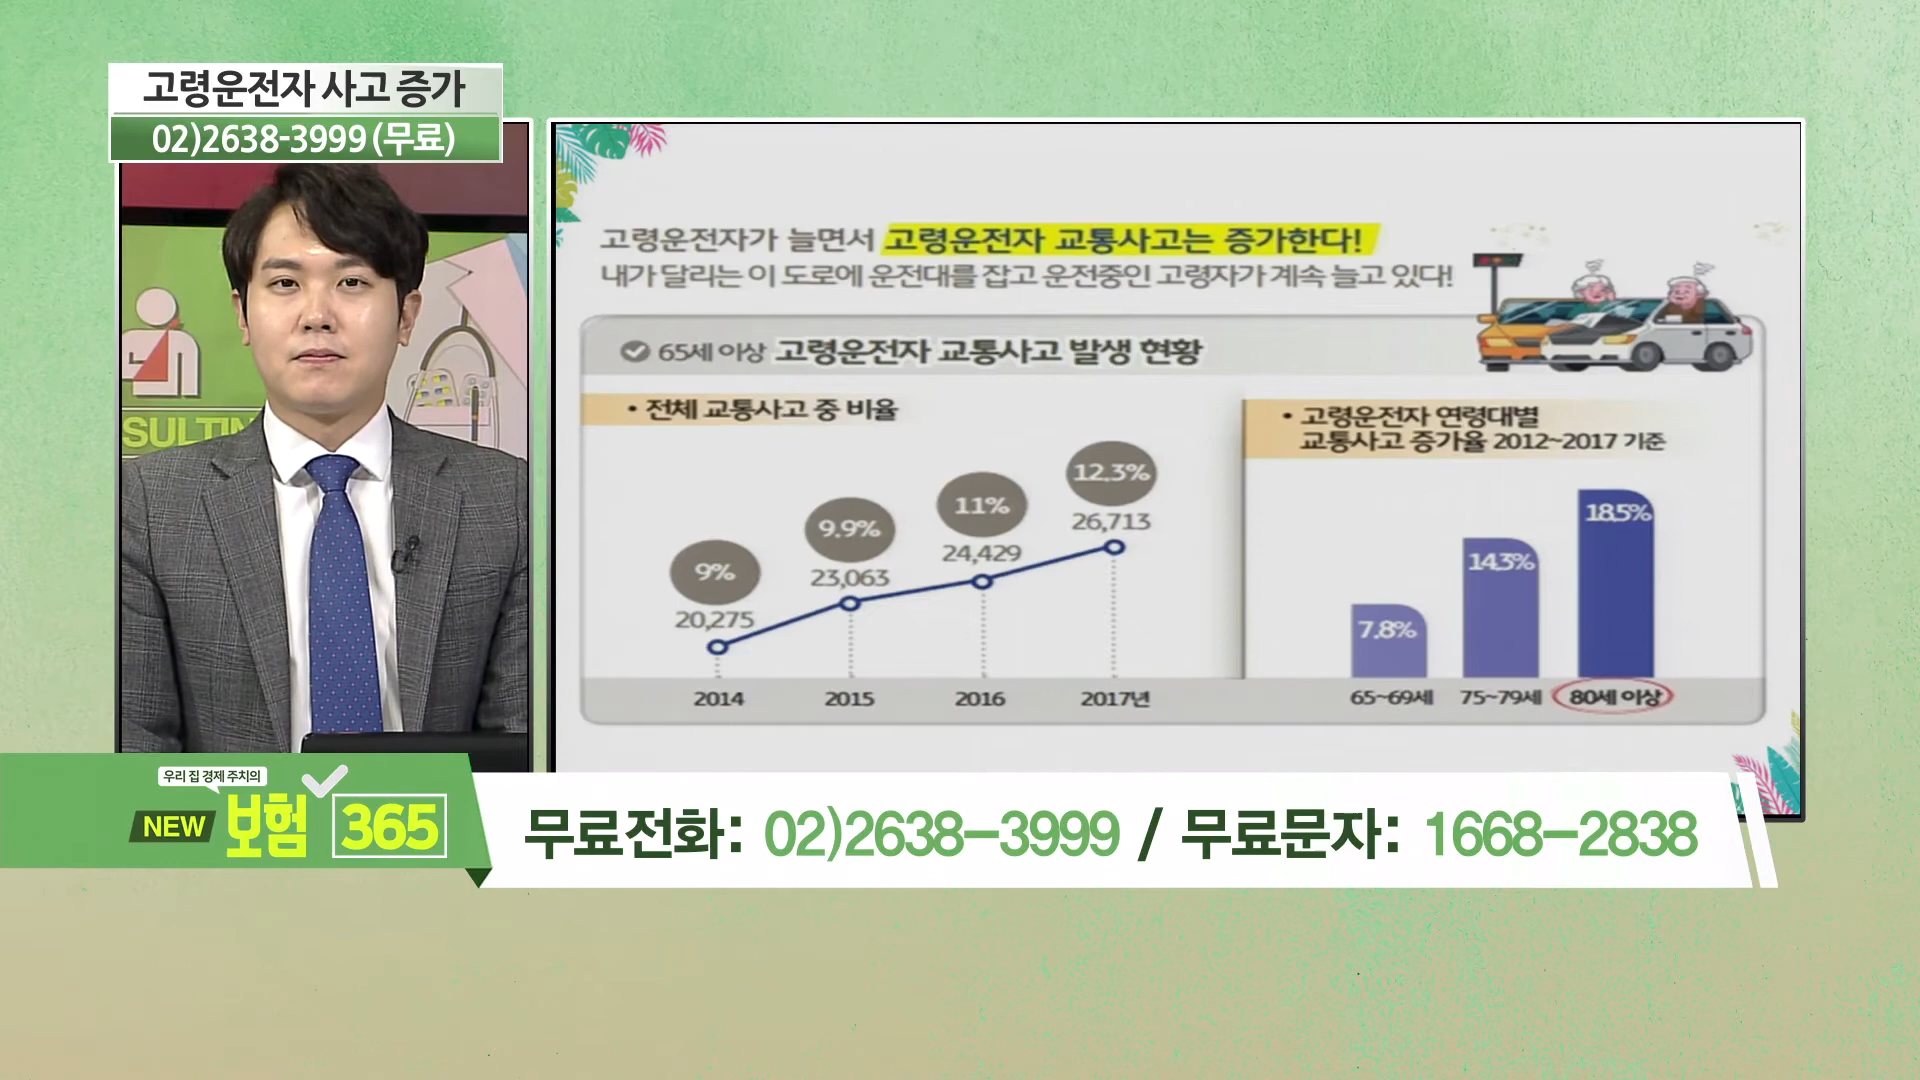 고령운전자 사고 증가
02)2638-3999 (무료)
고령운전자가 늘면서 고령운전자 교통사고는 증가한다!
내가 달리는 이 도로에 운전대를 잡고 운전중인 고령자가 계속 늘고 있다!
65세 이상 고령운전자 교통사고 발생 현황
• 전체 교통사고 중 비율
9%
20,275
9.9%
23,063
11%
24,429
12.3%
26,713
2014
2015
2016
2017년
• 고령운전자 연령대별
교통사고 증가율 2012~2017 기준
7.8%
14.3%
18.5%
65~69세
75~79세
80세 이상
SULTIN
우리 집 경제 주치의
NEW 보험 365
무료전화: 02)2638-3999 / 무료문자: 1668-2838